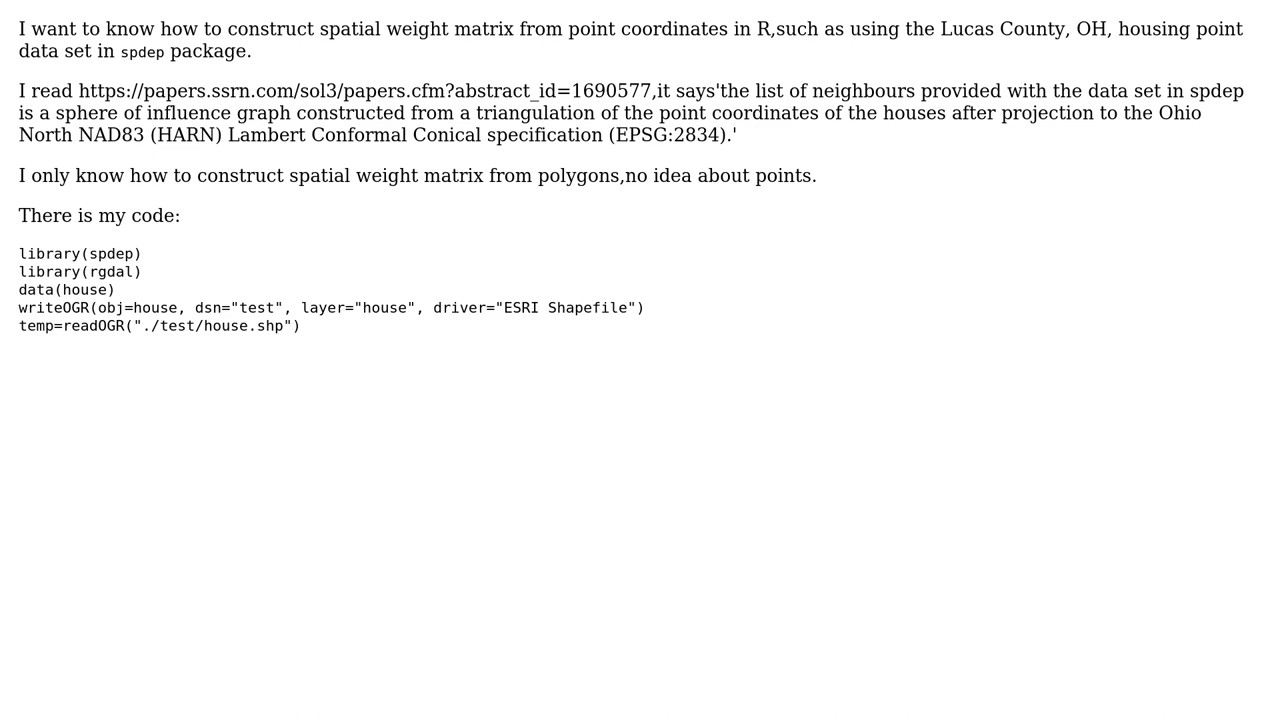 I want to know how to construct spatial weight matrix from point coordinates in R,such as using the Lucas County, OH, housing point
data set in spdep package.
I read https://papers.ssrn.com/sol3/papers.cfm?abstract_id=1690577,it says'the list of neighbours provided with the data set in spdep
is a sphere of influence graph constructed from a triangulation of the point coordinates of the houses after projection to the Ohio
North NAD83 (HARN) Lambert Conformal Conical specification (EPSG:2834).'
I only know how to construct spatial weight matrix from polygons,no idea about points.
There is my code:
library(spdep)
library(rgdal)
data(house)
writeOGR(obj=house, dsn="test", layer="house", driver="ESRI Shapefile")
temp=readOGR("./test/house.shp")